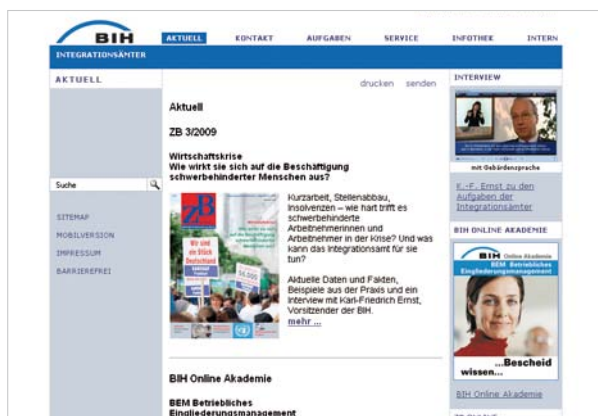 BIH
AKTUELL KONTAKT AUFGABEN SERVICE INFOTHEK INTERN
INTEGRATIONSÄMTER
AKTUELL
drucken senden
Aktuell
ZB 3/2009
Wirtschaftskrise
Wie wirkt sie sich auf die Beschäftigung
schwerbehinderter Menschen aus?
ZB
Wir sind
ein Stück
Deutschland
Kurzarbeit, Stellenabbau,
Insolvenzen – wie hart trifft es
schwerbehinderte
Arbeitnehmerinnen und
Arbeitnehmer in der Krise? Und was
kann das Integrationsamt für sie
tun?
Aktuelle Daten und Fakten,
Beispiele aus der Praxis und ein
Interview mit Karl-Friedrich Ernst,
Vorsitzender der BIH.
mehr ...
BIH Online Akademie
BEM Betriebliches
Eingliederungsmanagement
Suche
SITEMAP
MOBILVERSION
IMPRESSUM
BARRIEREFREI
INTERVIEW
mit Gebärdensprache
K.-F. Ernst zu den
Aufgaben der
Integrationsämter
BIH ONLINE AKADEMIE
BIH Online Akademie
BEM Betriebliches
Eingliederungsmanagement
...Bescheid
wissen...
BIH Online Akademie